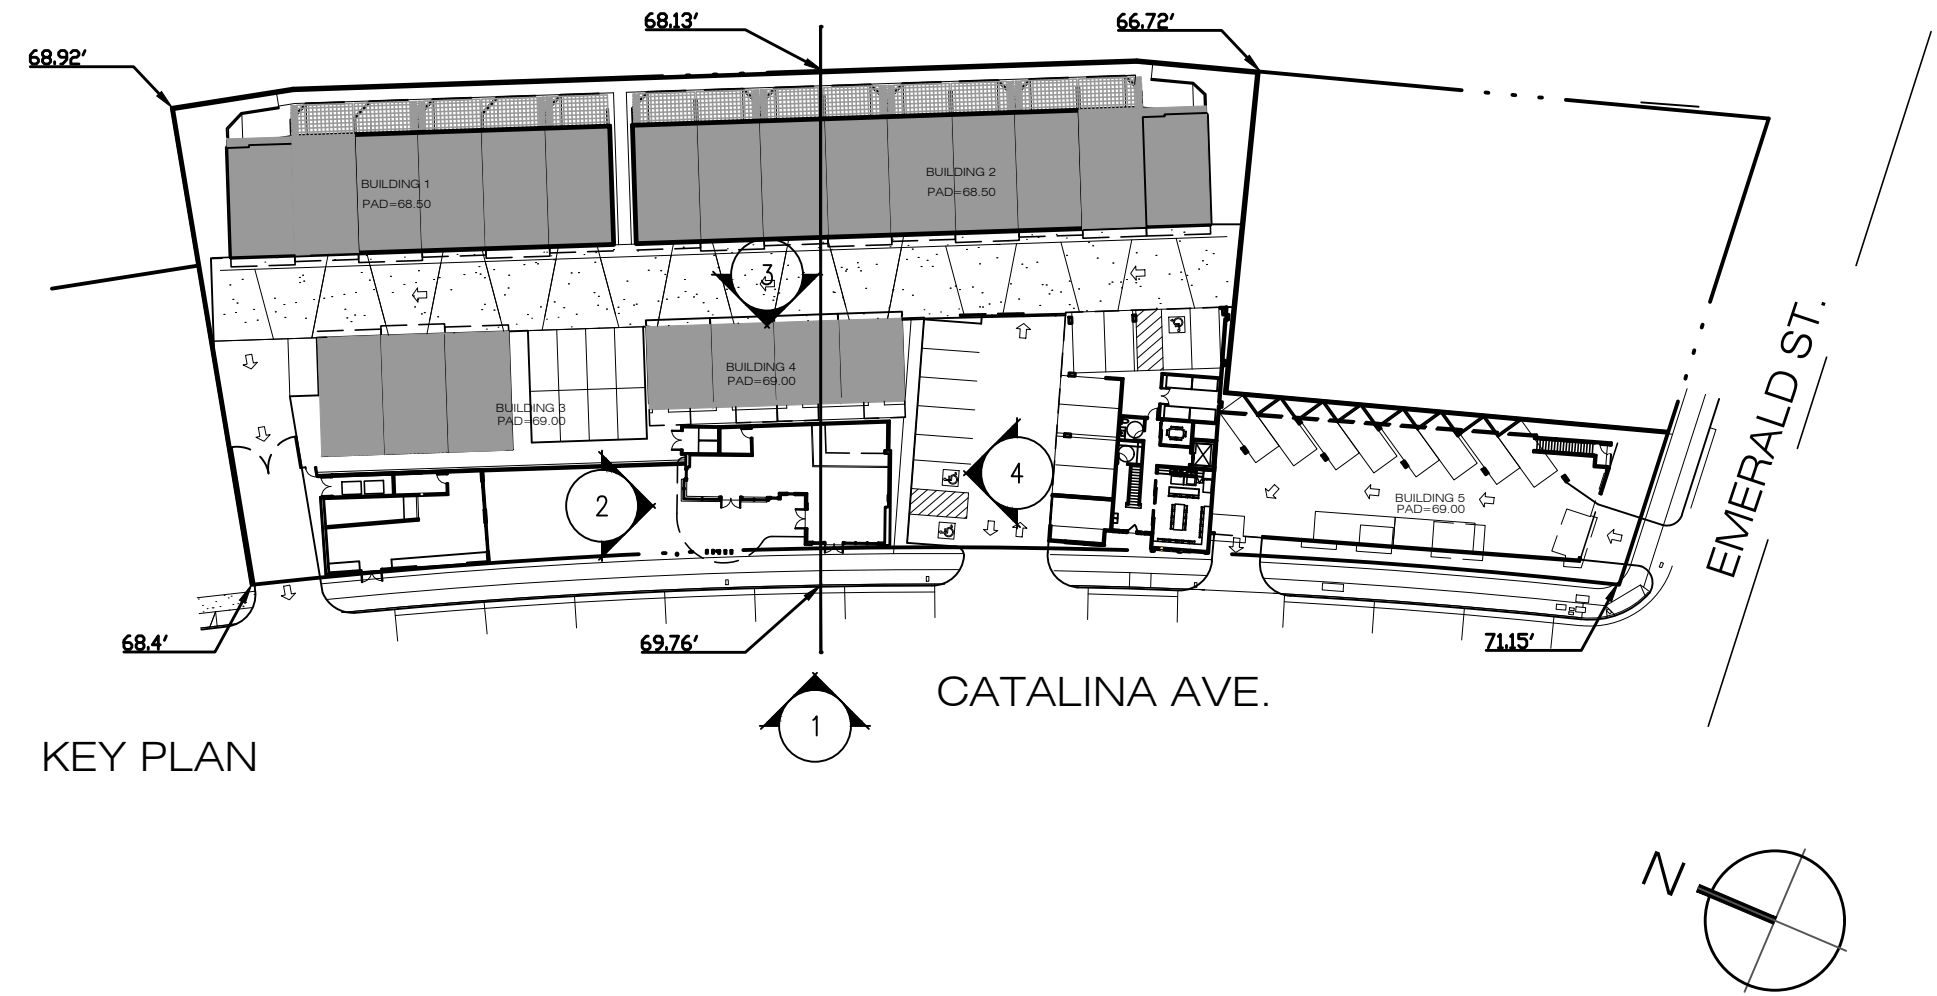 68.13'
66.72'
68.92'
BUILDING 1
PAD=68.50
BUILDING 2
PAD=68.50
3
BUILDING 4
PAD=69.00
BUILDING 3
PAD=69.00
4
2
BUILDING 5
PAD=69.00
EMERALD ST.
68.4'
69.76'
71.15'
CATALINA AVE.
1
KEY PLAN
N